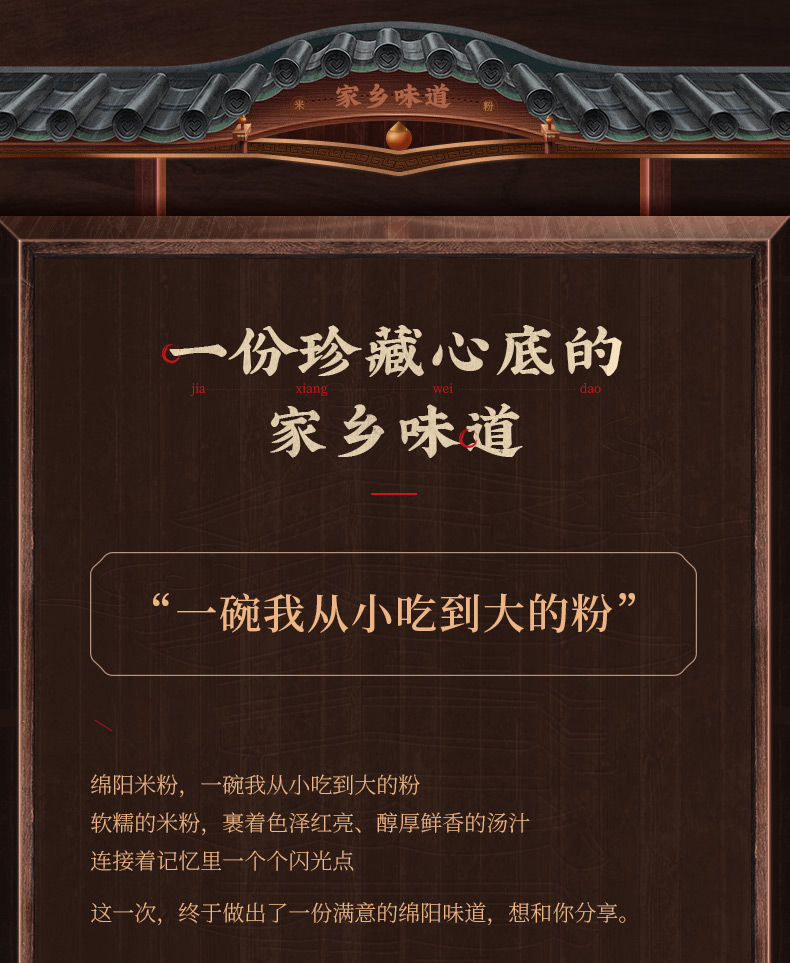 家乡味道
米 粉
一份珍藏心底的
jia xiang wei dao
家乡味道
“一碗我从小吃到大的粉”
绵阳米粉，一碗我从小吃到大的粉
软糯的米粉，裹着色泽红亮、醇厚鲜香的汤汁
连接着记忆里一个个闪光点
这一次，终于做出了一份满意的绵阳味道，想和你分享。